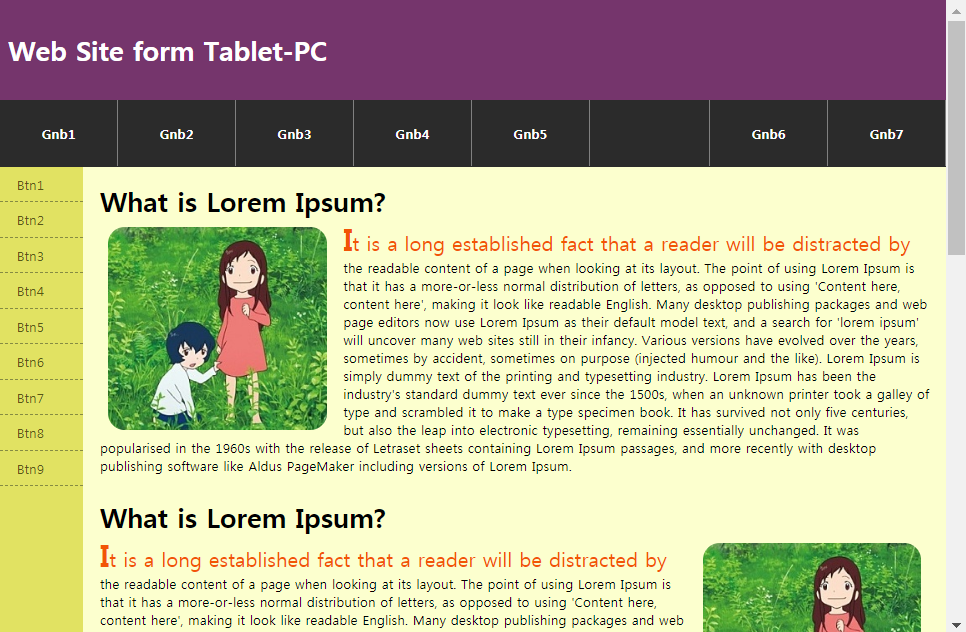 Web Site form Tablet-PC
Gnb1 Gnb2 Gnb3 Gnb4 Gnb5 Gnb6 Gnb7
Btn1
Btn2
Btn3
Btn4
Btn5
Btn6
Btn7
Btn8
Btn9
What is Lorem Ipsum?
It is a long established fact that a reader will be distracted by
the readable content of a page when looking at its layout. The point of using Lorem Ipsum is
that it has a more-or-less normal distribution of letters, as opposed to using 'Content here,
content here', making it look like readable English. Many desktop publishing packages and web
page editors now use Lorem Ipsum as their default model text, and a search for 'lorem ipsum'
will uncover many web sites still in their infancy. Various versions have evolved over the years,
sometimes by accident, sometimes on purpose (injected humour and the like). Lorem Ipsum is
simply dummy text of the printing and typesetting industry. Lorem Ipsum has been the
industry's standard dummy text ever since the 1500s, when an unknown printer took a galley of
type and scrambled it to make a type specimen book. It has survived not only five centuries,
but also the leap into electronic typesetting, remaining essentially unchanged. It was
popularised in the 1960s with the release of Letraset sheets containing Lorem Ipsum passages, and more recently with desktop
publishing software like Aldus PageMaker including versions of Lorem Ipsum.
What is Lorem Ipsum?
It is a long established fact that a reader will be distracted by
the readable content of a page when looking at its layout. The point of using Lorem Ipsum is
that it has a more-or-less normal distribution of letters, as opposed to using 'Content here,
content here', making it look like readable English. Many desktop publishing packages and web